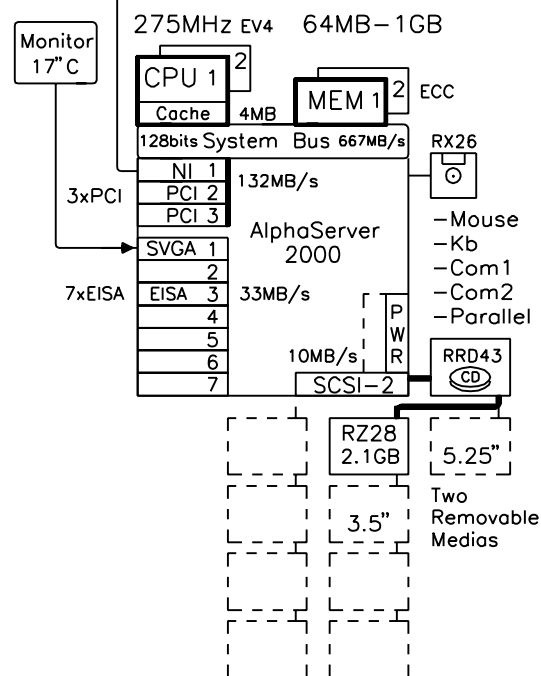 275MHz EV4 64MB-1GB
Monitor
17"C
CPU 1
2
Cache 4MB
MEM 1
2
ECC
128bits System Bus 667MB/s
RX26
3xPCI
NI 1
PCI 2
PCI 3
132MB/s
AlphaServer
2000
-Mouse
-Kb
-Com1
-Com2
-Parallel
7xEISA
SVGA 1
2
EISA 3
4
5
6
7
33MB/s
PWR
10MB/s
SCSI-2
RRD43
CD
RZ28
2.1GB
5.25"
3.5"
Two
Removable
Medias